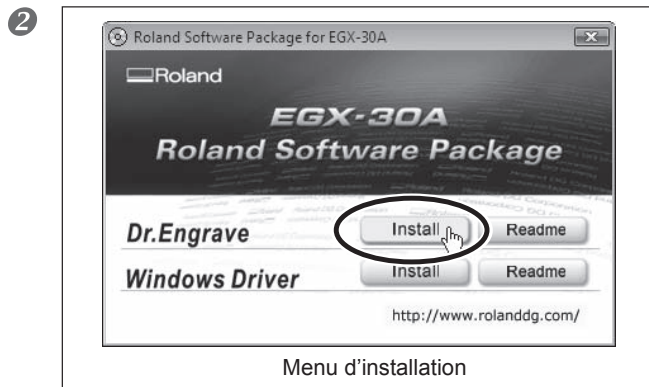 2
Roland Software Package for EGX-30A
Roland
EGX-30A
Roland Software Package
Dr.Engrave Install Readme
Windows Driver Install Readme
http://www.rolanddg.com/
Menu d'installation